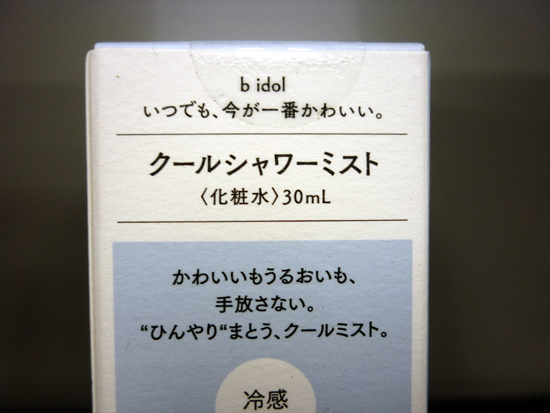 b idol
いつでも、今が一番かわいい。
クールシャワーミスト
〈化粧水〉30mL
かわいいもうるおいも、
手放さない。
“ひんやり“まとう、クールミスト。
冷感